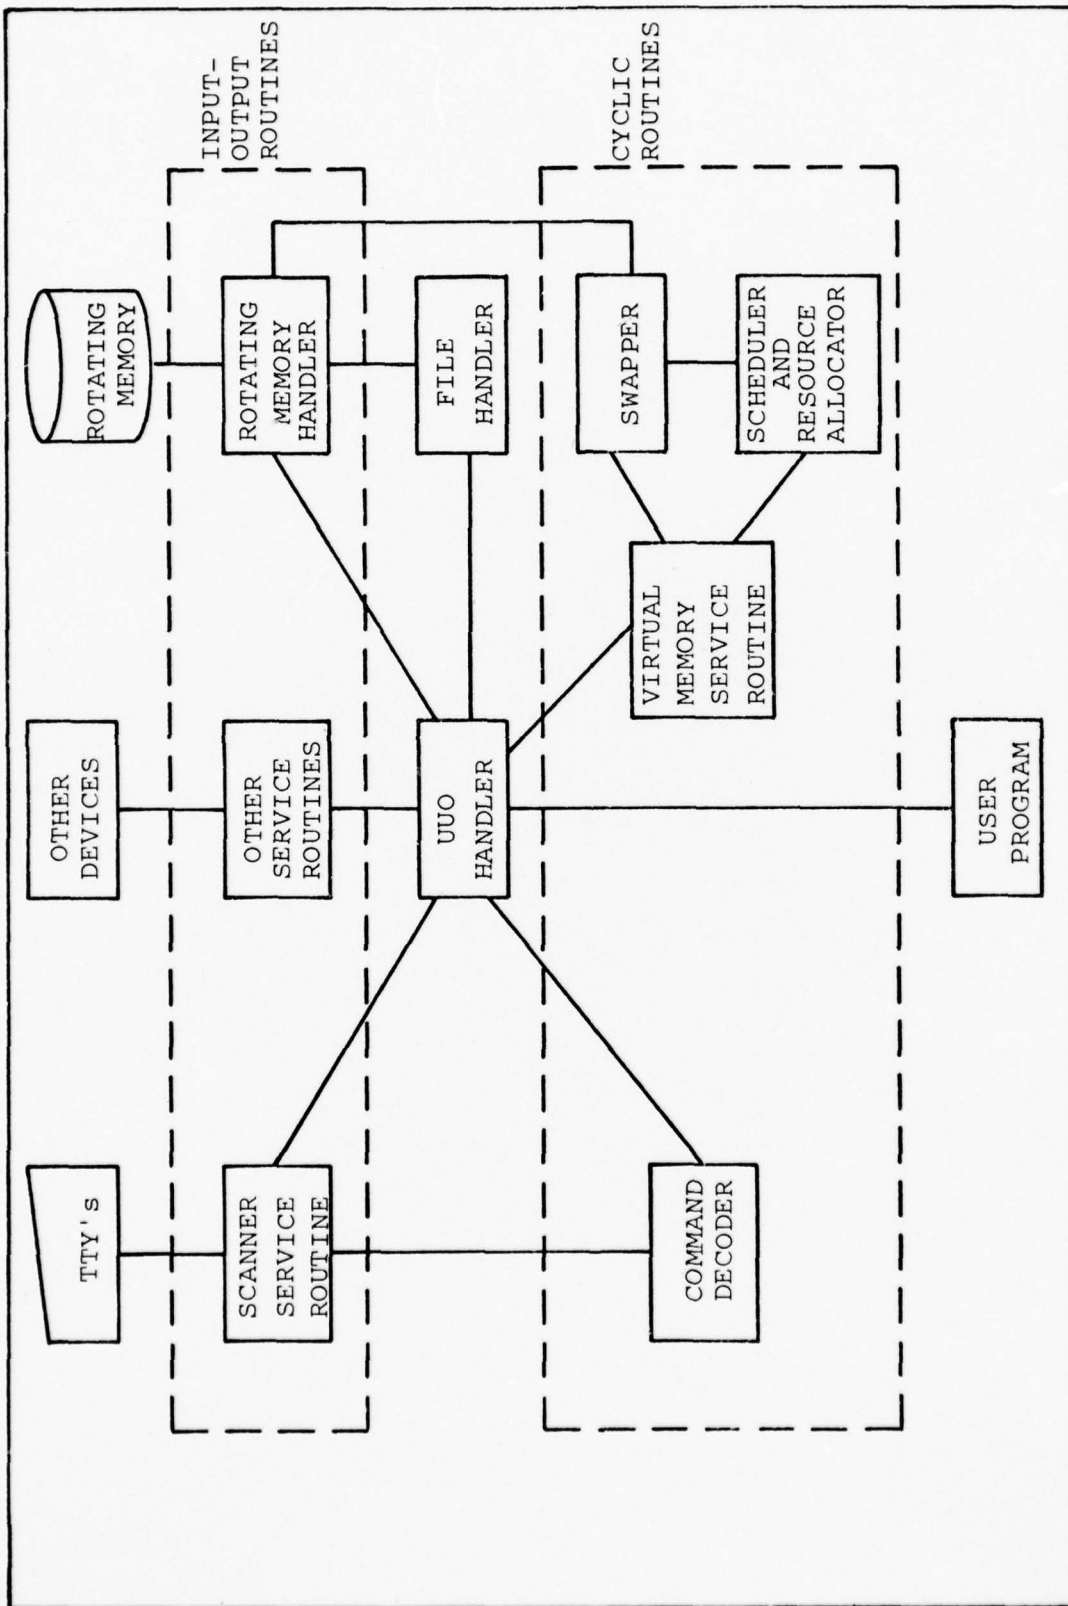 TTY's
OTHER
DEVICES
ROTATING
MEMORY
INPUT-
OUTPUT
ROUTINES
SCANNER
SERVICE
ROUTINE
OTHER
SERVICE
ROUTINES
ROTATING
MEMORY
HANDLER
UUO
HANDLER
FILE
HANDLER
CYCLIC
ROUTINES
COMMAND
DECODER
VIRTUAL
MEMORY
SERVICE
ROUTINE
SWAPPER
SCHEDULER
AND
RESOURCE
ALLOCATOR
USER
PROGRAM